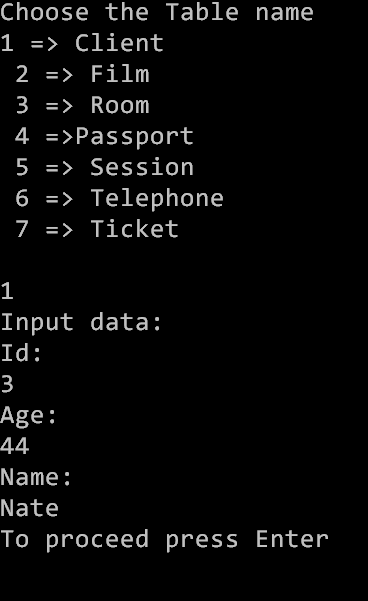 Choose the Table name
1 => Client
2 => Film
3 => Room
4 =>Passport
5 => Session
6 => Telephone
7 => Ticket
1
Input data:
Id:
3
Age:
44
Name:
Nate
To proceed press Enter